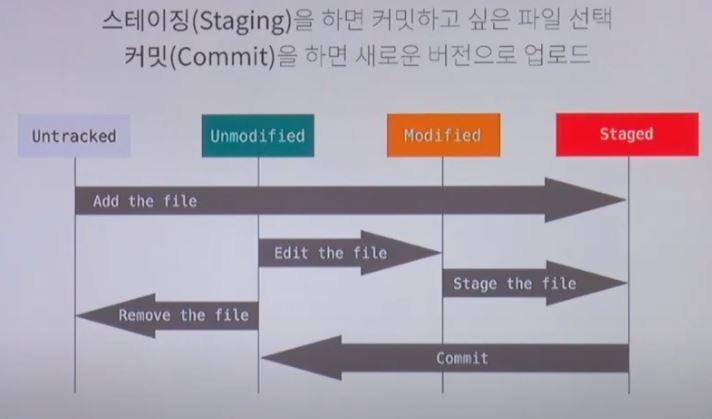 스테이징(Staging)을 하면 커밋하고 싶은 파일 선택
커밋(Commit)을 하면 새로운 버전으로 업로드
Untracked
Unmodified
Modified
Staged
Add the file
Edit the file
Stage the file
Remove the file
Commit